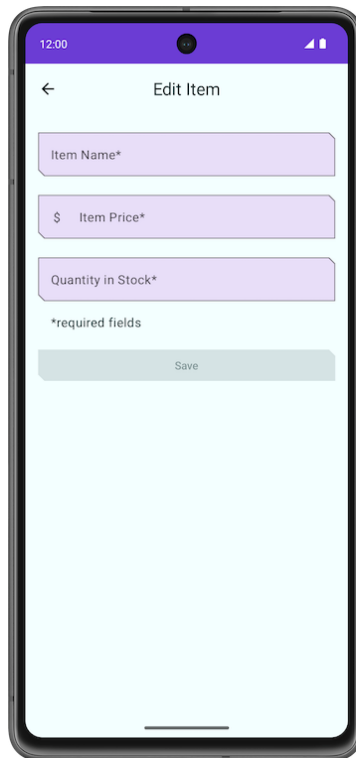 12:00
Edit Item
Item Name*
$ Item Price*
Quantity in Stock*
*required fields
Save